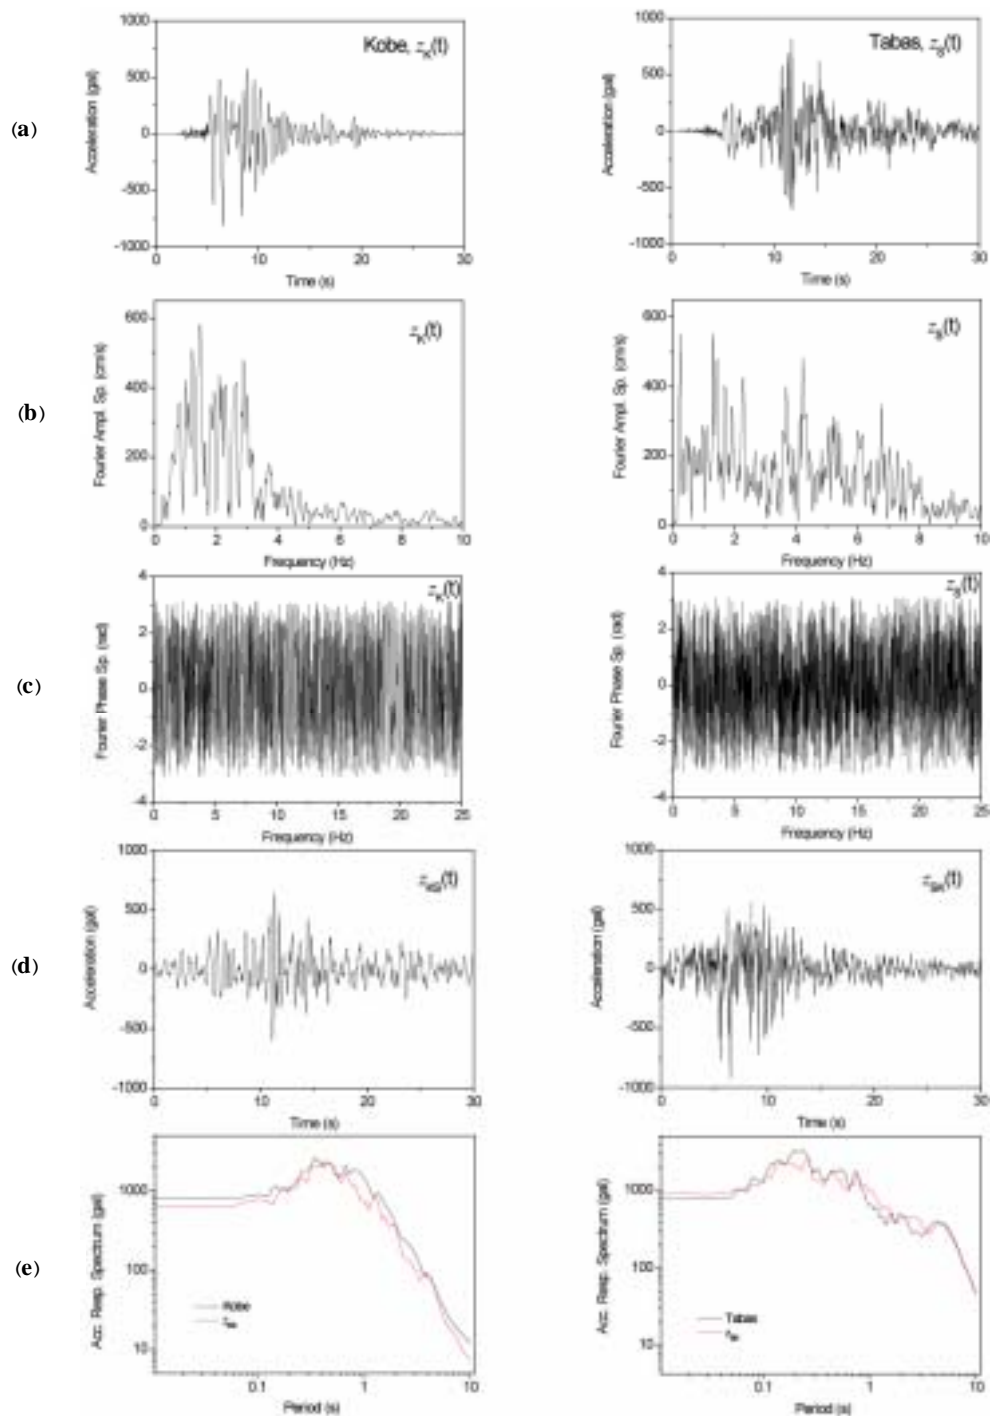 (a)
1000
500
0
-500
-1000
Acceleration (gal)
Kobe, z_K(t)
0 10 20 30
Time (s)
1000
500
0
-500
-1000
Acceleration (gal)
Tabas, z_S(t)
0 10 20 30
Time (s)
(b)
600
400
200
0
Fourier Ampl. Sp. (cm/s)
z_K(t)
0 2 4 6 8 10
Frequency (Hz)
600
400
200
0
Fourier Ampl. Sp. (cm/s)
z_S(t)
0 2 4 6 8 10
Frequency (Hz)
(c)
4
2
0
-2
-4
Fourier Phase Sp. (rad)
z_K(t)
0 5 10 15 20 25
Frequency (Hz)
4
2
0
-2
-4
Fourier Phase Sp. (rad)
z_S(t)
0 5 10 15 20 25
Frequency (Hz)
(d)
1000
500
0
-500
-1000
Acceleration (gal)
z_KS(t)
0 10 20 30
Time (s)
1000
500
0
-500
-1000
Acceleration (gal)
z_SK(t)
0 10 20 30
Time (s)
(e)
1000
100
10
Acc. Resp. Spectrum (gal)
Kobe
0.1 1 10
Period (s)
1000
100
10
Acc. Resp. Spectrum (gal)
Tabas
0.1 1 10
Period (s)